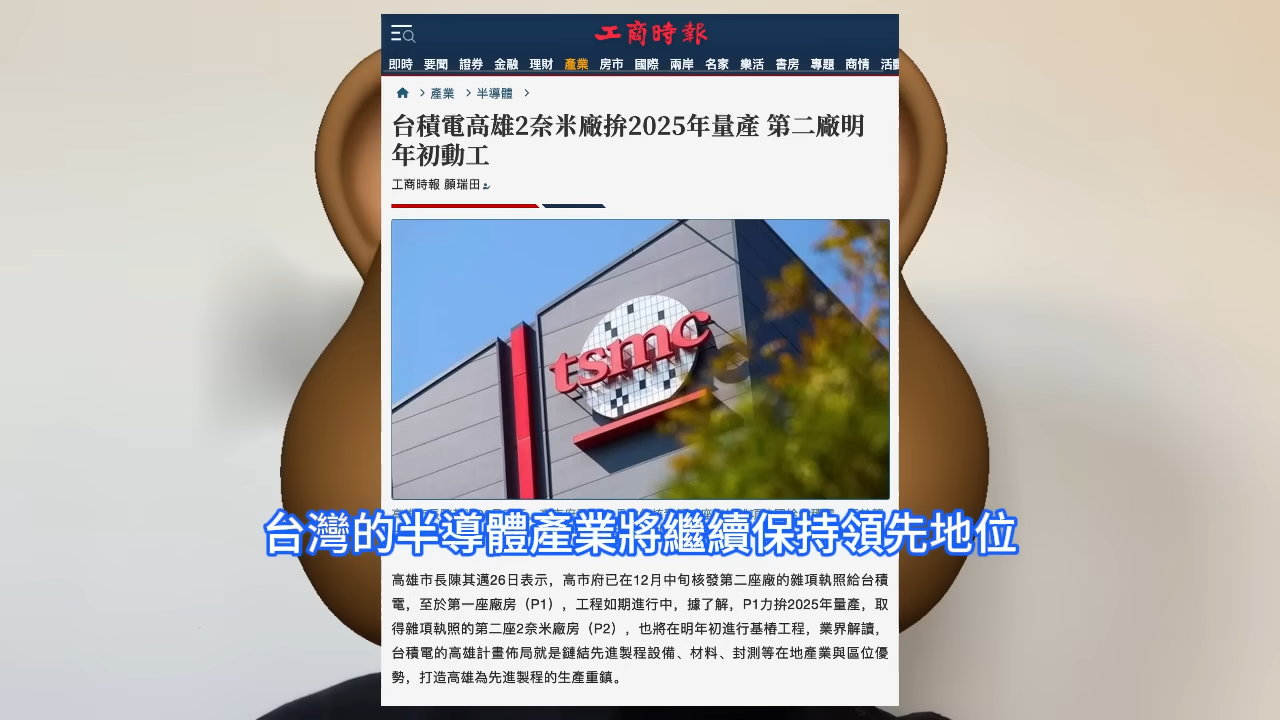 工商時報
即時 要聞 證券 金融 理財 產業 房市 國際 兩岸 名家 樂活 書房 專題 商情 活動
產業 半導體
台積電高雄2奈米廠拚2025年量產 第二廠明
年初動工
工商時報 顏瑞田
tsmc
台灣的半導體產業將繼續保持領先地位
高雄市長陳其邁26日表示，高市府已在12月中旬核發第二座廠的雜項執照給台積
電，至於第一座廠房（P1），工程如期進行中，據了解，P1力拚2025年量產，取
得雜項執照的第二座2奈米廠房（P2），也將在明年初進行基樁工程，業界解讀，
台積電的高雄計畫佈局就是鏈結先進製程設備、材料、封測等在地產業與區位優
勢，打造高雄為先進製程的生產重鎮。